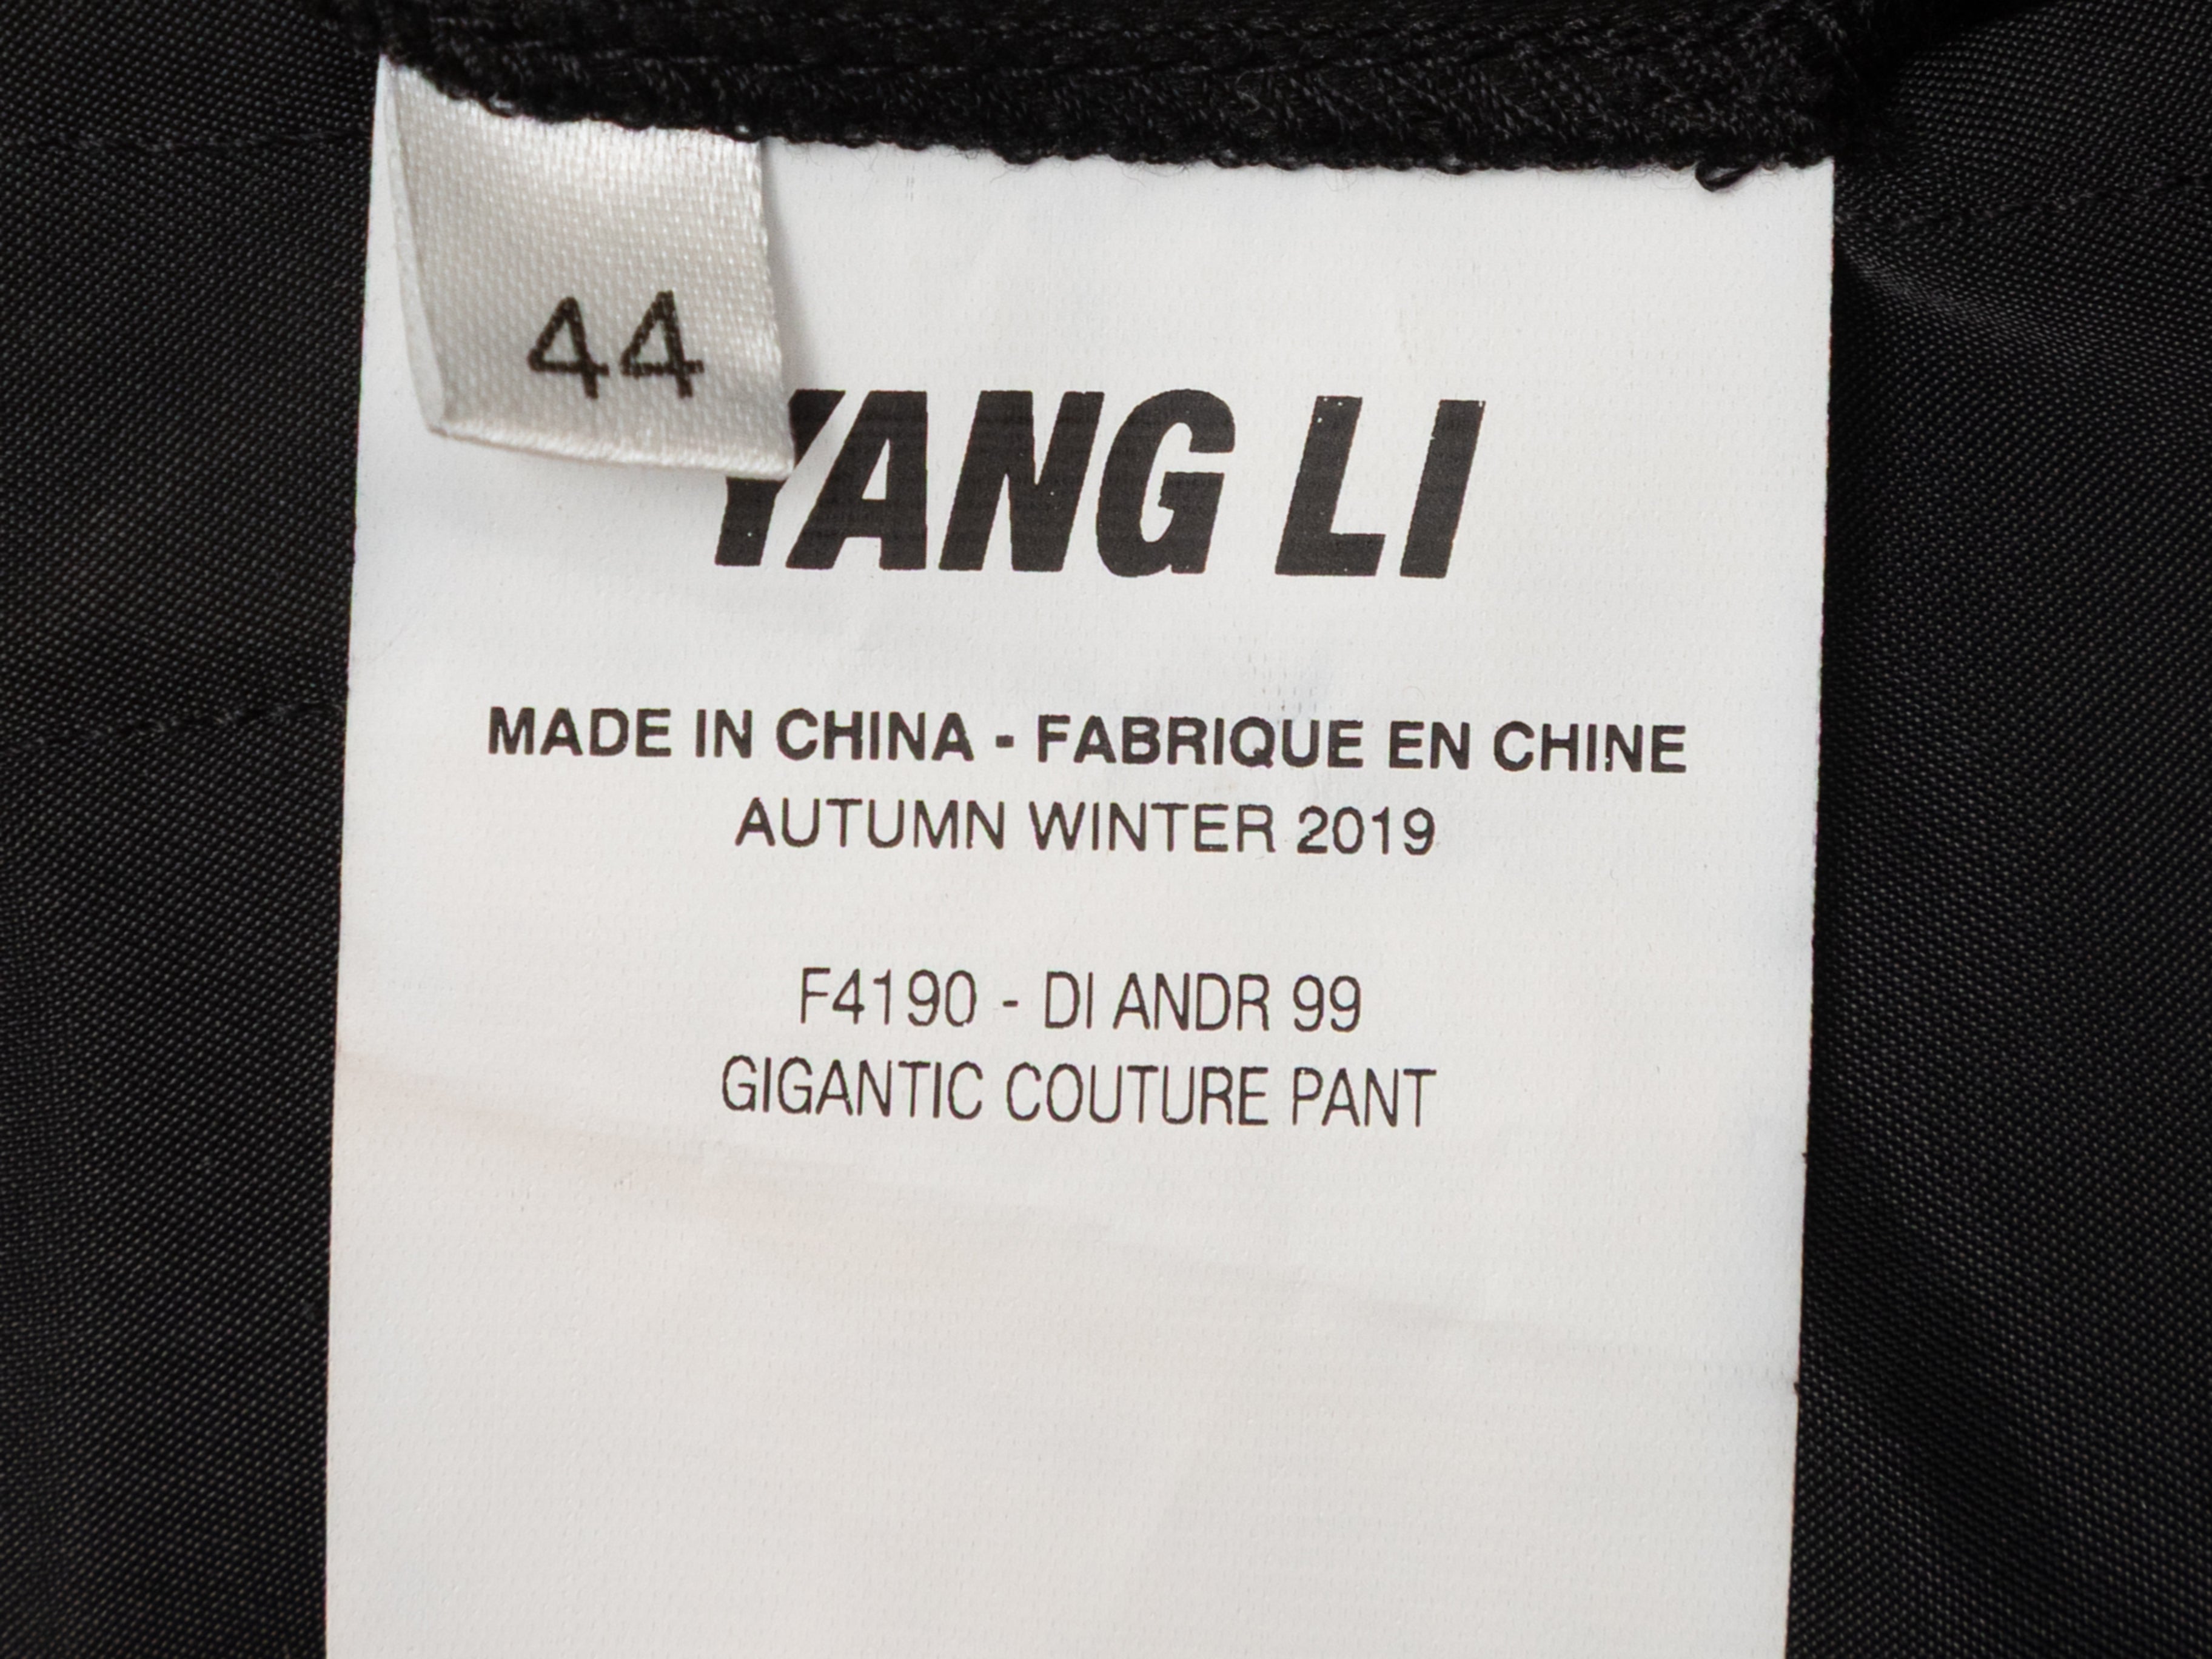 44
YANG LI
MADE IN CHINA - FABRIQUE EN CHINE
AUTUMN WINTER 2019
F4190 - DI ANDR 99
GIGANTIC COUTURE PANT